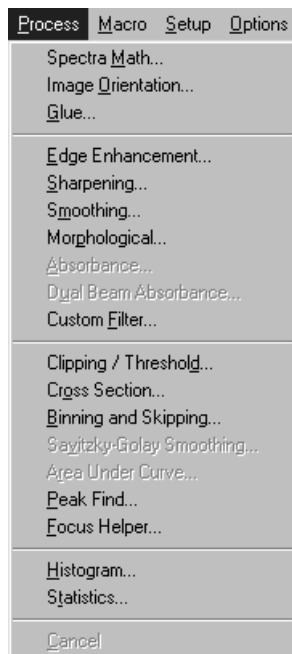 Process Macro Setup Options
Spectra Math...
Image Orientation...
Glue...
Edge Enhancement...
Sharpening...
Smoothing...
Morphological...
Absorbance...
Dual Beam Absorbance...
Custom Filter...
Clipping / Threshold...
Cross Section...
Binning and Skipping...
Savitzky-Golay Smoothing...
Area Under Curve...
Peak Find...
Focus Helper...
Histogram...
Statistics...
Cancel